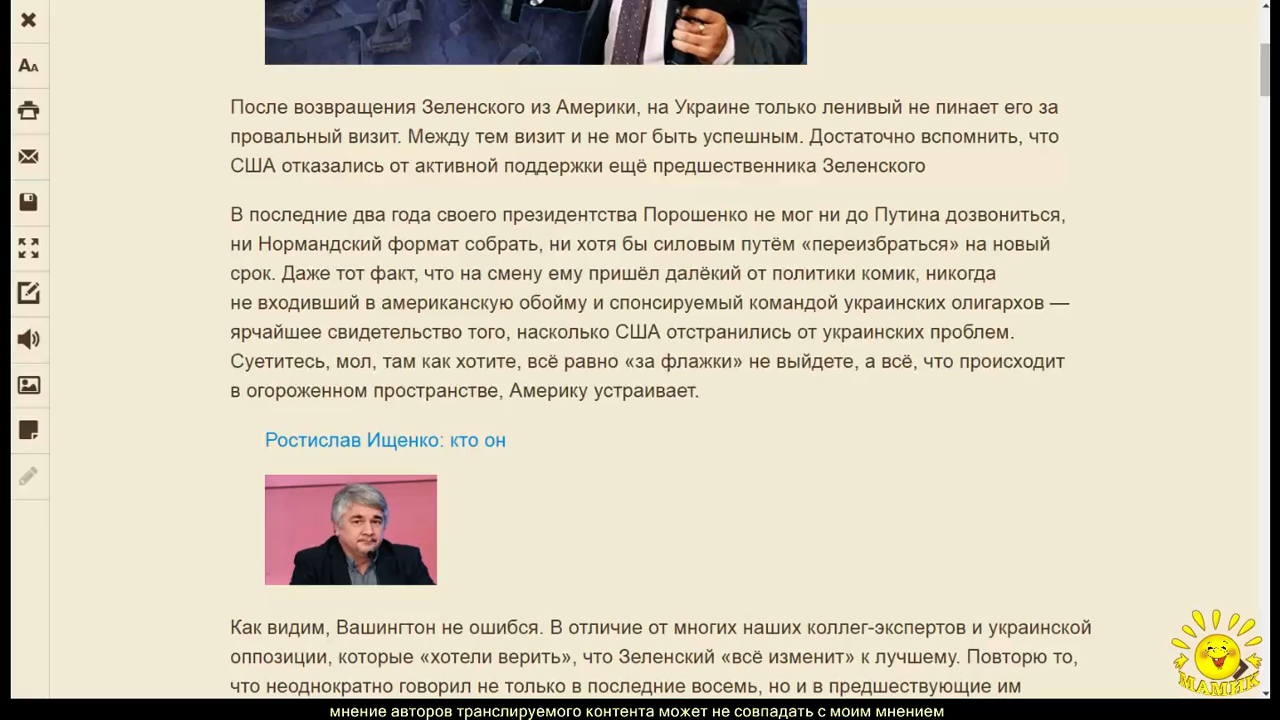 После возвращения Зеленского из Америки, на Украине только ленивый не пинает его за
провальный визит. Между тем визит и не мог быть успешным. Достаточно вспомнить, что
США отказались от активной поддержки ещё предшественника Зеленского
В последние два года своего президентства Порошенко не мог ни до Путина дозвониться,
ни Нормандский формат собрать, ни хотя бы силовым путём «переизбраться» на новый
срок. Даже тот факт, что на смену ему пришёл далёкий от политики комик, никогда
не входивший в американскую обойму и спонсируемый командой украинских олигархов —
ярчайшее свидетельство того, насколько США отстранились от украинских проблем.
Суетитесь, мол, там как хотите, всё равно «за флажки» не выйдете, а всё, что происходит
в огороженном пространстве, Америку устраивает.
Ростислав Ищенко: кто он
Как видим, Вашингтон не ошибся. В отличие от многих наших коллег-экспертов и украинской
оппозиции, которые «хотели верить», что Зеленский «всё изменит» к лучшему. Повторю то,
что неоднократно говорил не только в последние восемь, но и в предшествующие им
МАМИК
мнение авторов транслируемого контента может не совпадать с моим мнением